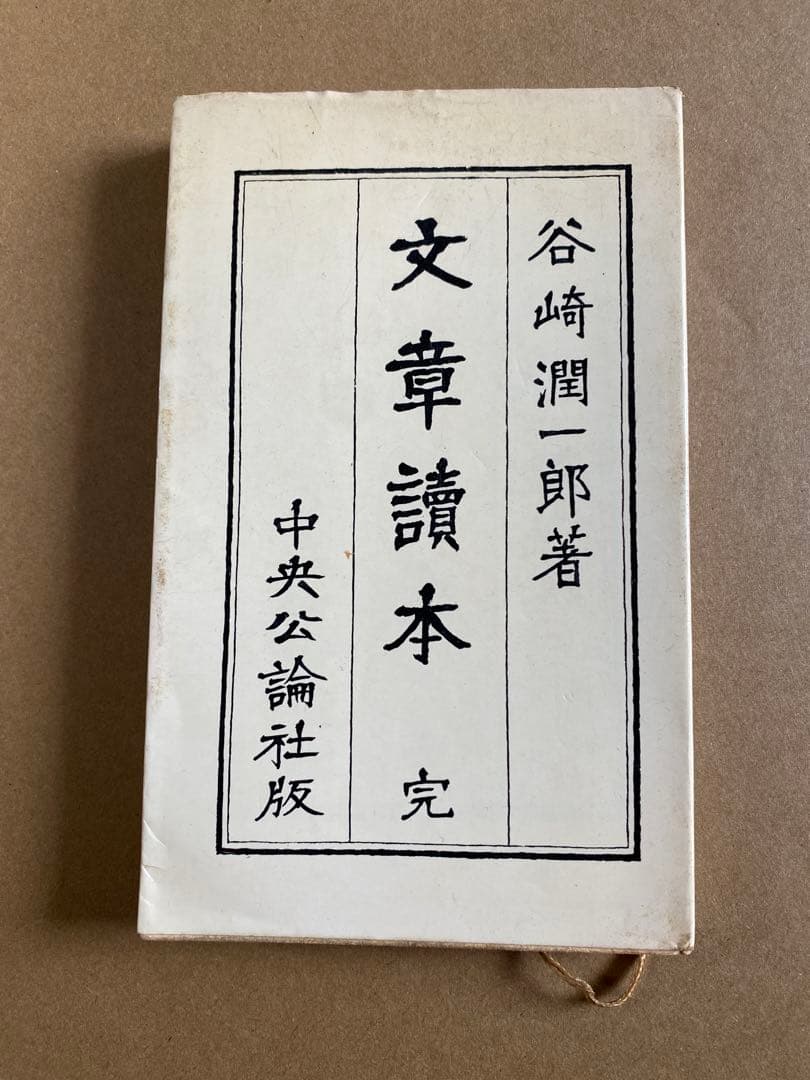 谷崎潤一郎著
文章讀本 完
中央公論社版